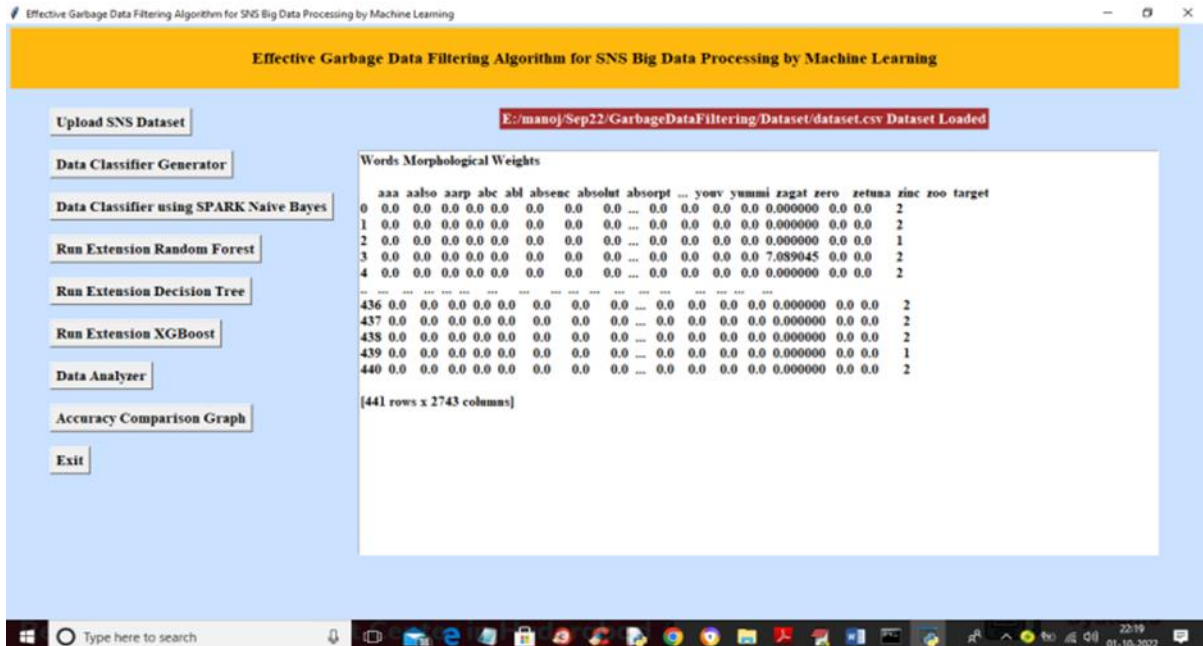 Effective Garbage Data Filtering Algorithm for SNS Big Data Processing by Machine Learning
Effective Garbage Data Filtering Algorithm for SNS Big Data Processing by Machine Learning
Upload SNS Dataset
E:/manoj/Sep22/GarbageDataFiltering/Dataset/dataset.csv Dataset Loaded
Data Classifier Generator
Data Classifier using SPARK Naive Bayes
Run Extension Random Forest
Run Extension Decision Tree
Run Extension XGBoost
Data Analyzer
Accuracy Comparison Graph
Exit
Words Morphological Weights
aaa aalso aarp abc abl absenc absolut absorpt ... youv yummi zagat zero zetuna zinc zoo target
0 0.0 0.0 0.0 0.0 0.0 0.0 0.0 0.0 ... 0.0 0.0 0.0 0.0 0.000000 0.0 0.0 2
1 0.0 0.0 0.0 0.0 0.0 0.0 0.0 0.0 ... 0.0 0.0 0.0 0.0 0.000000 0.0 0.0 2
2 0.0 0.0 0.0 0.0 0.0 0.0 0.0 0.0 ... 0.0 0.0 0.0 0.0 0.000000 0.0 0.0 1
3 0.0 0.0 0.0 0.0 0.0 0.0 0.0 0.0 ... 0.0 0.0 0.0 0.0 7.089045 0.0 0.0 2
4 0.0 0.0 0.0 0.0 0.0 0.0 0.0 0.0 ... 0.0 0.0 0.0 0.0 0.000000 0.0 0.0 2
.. ... ... ... ... ... ... ... ... ... ... ... ... ... ... ... ...
436 0.0 0.0 0.0 0.0 0.0 0.0 0.0 0.0 ... 0.0 0.0 0.0 0.0 0.000000 0.0 0.0 2
437 0.0 0.0 0.0 0.0 0.0 0.0 0.0 0.0 ... 0.0 0.0 0.0 0.0 0.000000 0.0 0.0 2
438 0.0 0.0 0.0 0.0 0.0 0.0 0.0 0.0 ... 0.0 0.0 0.0 0.0 0.000000 0.0 0.0 2
439 0.0 0.0 0.0 0.0 0.0 0.0 0.0 0.0 ... 0.0 0.0 0.0 0.0 0.000000 0.0 0.0 1
440 0.0 0.0 0.0 0.0 0.0 0.0 0.0 0.0 ... 0.0 0.0 0.0 0.0 0.000000 0.0 0.0 2
[441 rows x 2743 columns]
Type here to search
22:19
01-10-2022